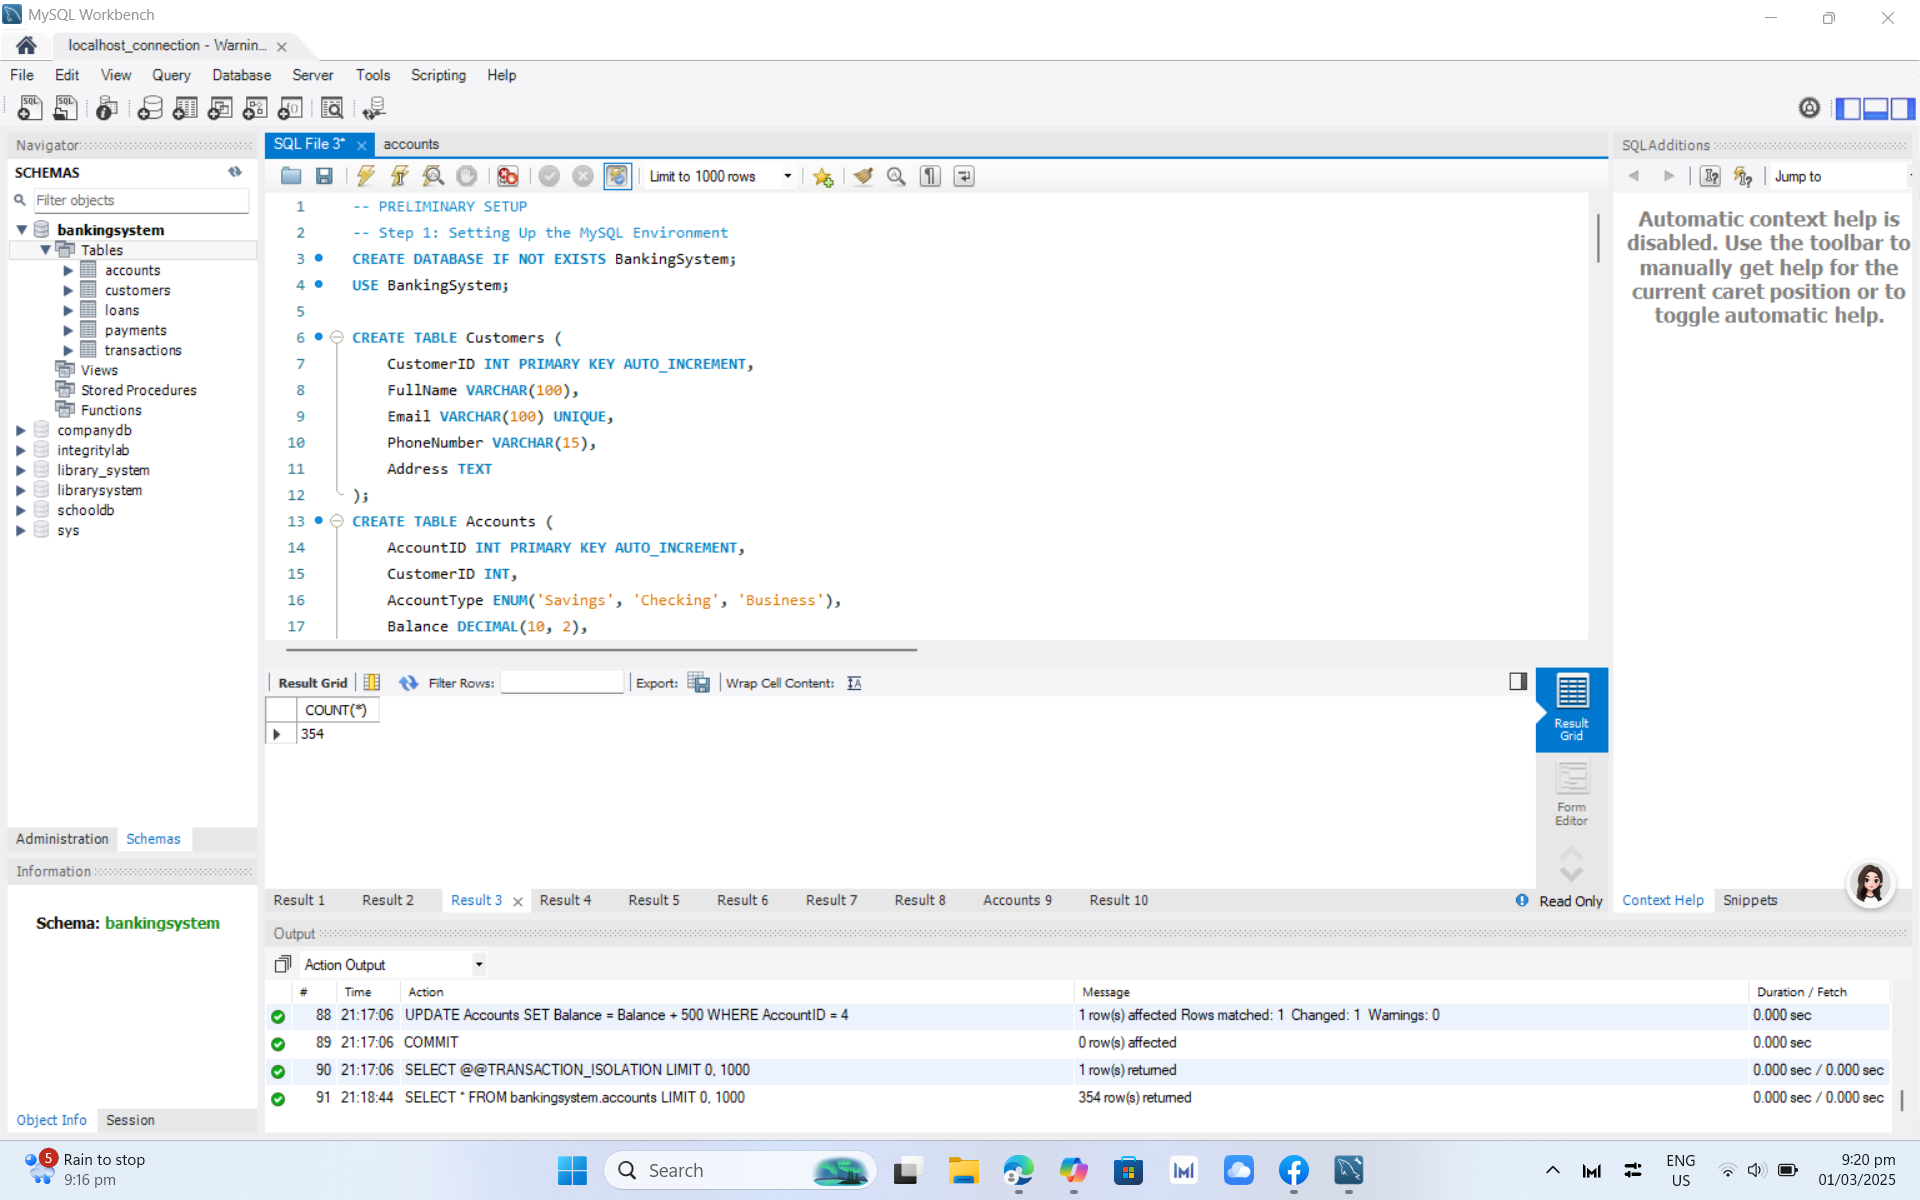 MySQL Workbench
localhost_connection - Warnin...
File Edit View Query Database Server Tools Scripting Help
Navigator
SCHEMAS
Filter objects
bankingsystem
Tables
accounts
customers
loans
payments
transactions
Views
Stored Procedures
Functions
companydb
integritylab
library_system
librarysystem
schooldb
sys
Administration Schemas
Information
Schema: bankingsystem
Object Info Session
SQL File 3* accounts
Limit to 1000 rows
1 -- PRELIMINARY SETUP
2 -- Step 1: Setting Up the MySQL Environment
3 CREATE DATABASE IF NOT EXISTS BankingSystem;
4 USE BankingSystem;
5
6 CREATE TABLE Customers (
7 CustomerID INT PRIMARY KEY AUTO_INCREMENT,
8 FullName VARCHAR(100),
9 Email VARCHAR(100) UNIQUE,
10 PhoneNumber VARCHAR(15),
11 Address TEXT
12 );
13 CREATE TABLE Accounts (
14 AccountID INT PRIMARY KEY AUTO_INCREMENT,
15 CustomerID INT,
16 AccountType ENUM('Savings', 'Checking', 'Business'),
17 Balance DECIMAL(10, 2),
Result Grid Filter Rows: Export: Wrap Cell Content:
COUNT(*)
354
Result Grid
Form Editor
Result 1 Result 2 Result 3 Result 4 Result 5 Result 6 Result 7 Result 8 Accounts 9 Result 10 Read Only
SQLAdditions
Jump to
Automatic context help is
disabled. Use the toolbar to
manually get help for the
current caret position or to
toggle automatic help.
Context Help Snippets
Output
Action Output
# Time Action Message Duration / Fetch
88 21:17:06 UPDATE Accounts SET Balance = Balance + 500 WHERE AccountID = 4 1 row(s) affected Rows matched: 1 Changed: 1 Warnings: 0 0.000 sec
89 21:17:06 COMMIT 0 row(s) affected 0.000 sec
90 21:17:06 SELECT @@TRANSACTION_ISOLATION LIMIT 0, 1000 1 row(s) returned 0.000 sec / 0.000 sec
91 21:18:44 SELECT * FROM bankingsystem.accounts LIMIT 0, 1000 354 row(s) returned 0.000 sec / 0.000 sec
5
Rain to stop
9:16 pm
Search
ENG
US
9:20 pm
01/03/2025